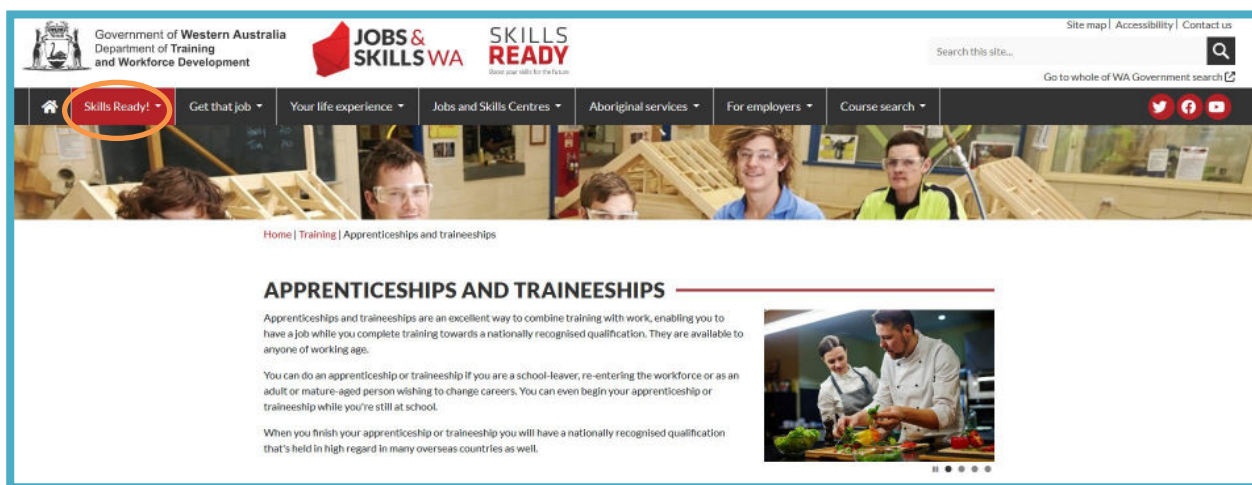 Government of Western Australia
Department of Training
and Workforce Development
JOBS &
SKILLS WA
SKILLS
READY
Boost your skills for the future
Site map | Accessibility | Contact us
Search this site...
Go to whole of WA Government search
Skills Ready!
Get that job
Your life experience
Jobs and Skills Centres
Aboriginal services
For employers
Course search
Home | Training | Apprenticeships and traineeships
APPRENTICESHIPS AND TRAINEESHIPS
Apprenticeships and traineeships are an excellent way to combine training with work, enabling you to
have a job while you complete training towards a nationally recognised qualification. They are available to
anyone of working age.
You can do an apprenticeship or traineeship if you are a school-leaver, re-entering the workforce or as an
adult or mature-aged person wishing to change careers. You can even begin your apprenticeship or
traineeship while you're still at school.
When you finish your apprenticeship or traineeship you will have a nationally recognised qualification
that's held in high regard in many overseas countries as well.